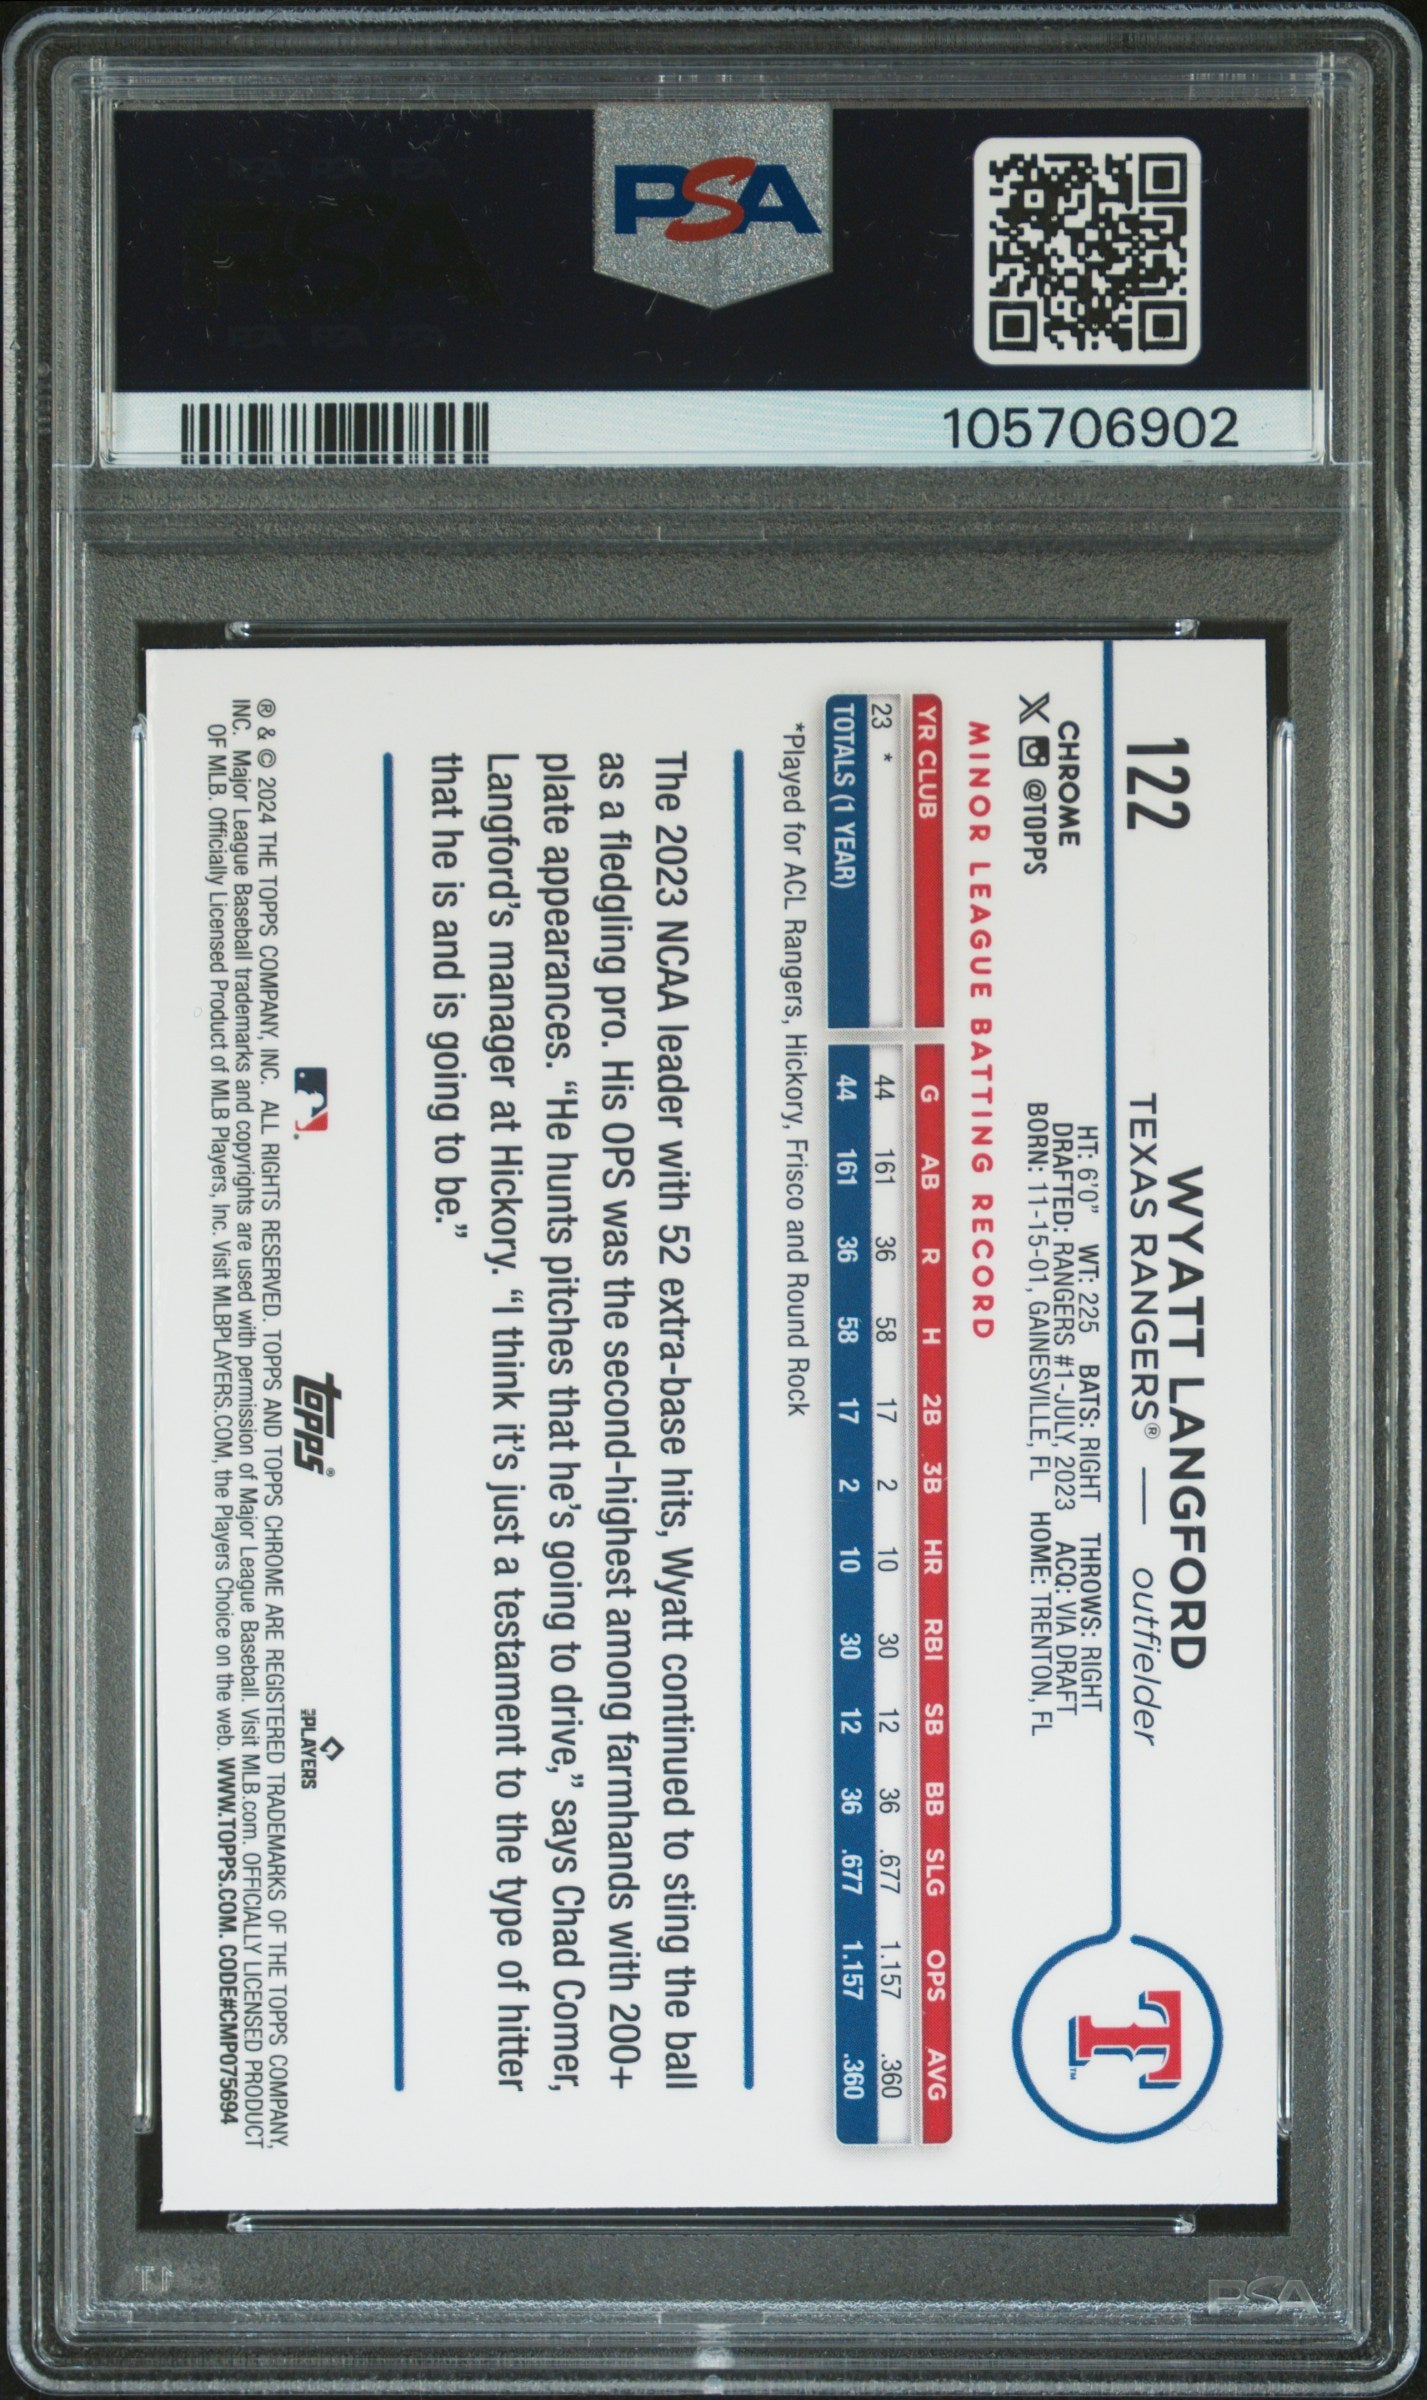 PSA
105706902
122
WYATT LANGFORD
TEXAS RANGERS® — outfielder
CHROME
X @TOPPS
HT: 6'0" WT: 225 BATS: RIGHT THROWS: RIGHT
DRAFTED: RANGERS #1-JULY, 2023 ACQ: VIA DRAFT
BORN: 11-15-01, GAINESVILLE, FL HOME: TRENTON, FL
T™
MINOR LEAGUE BATTING RECORD
YR CLUB G AB R H 2B 3B HR RBI SB BB SLG OPS AVG
23 * 44 161 36 58 17 2 10 30 12 36 .677 1.157 .360
TOTALS (1 YEAR) 44 161 36 58 17 2 10 30 12 36 .677 1.157 .360
*Played for ACL Rangers, Hickory, Frisco and Round Rock
The 2023 NCAA leader with 52 extra-base hits, Wyatt continued to sting the ball
as a fledgling pro. His OPS was the second-highest among farmhands with 200+
plate appearances. “He hunts pitches that he’s going to drive,” says Chad Comer,
Langford’s manager at Hickory. “I think it’s just a testament to the type of hitter
that he is and is going to be.”
topps®
PLAYERS
® & © 2024 THE TOPPS COMPANY, INC. ALL RIGHTS RESERVED. TOPPS AND TOPPS CHROME ARE REGISTERED TRADEMARKS OF THE TOPPS COMPANY,
INC. Major League Baseball trademarks and copyrights are used with permission of Major League Baseball. Visit MLB.com. OFFICIALLY LICENSED PRODUCT
OF MLB. Officially Licensed Product of MLB Players, Inc. Visit MLBPLAYERS.COM, the Players Choice on the web. WWW.TOPPS.COM. CODE#CMP075694
PSA